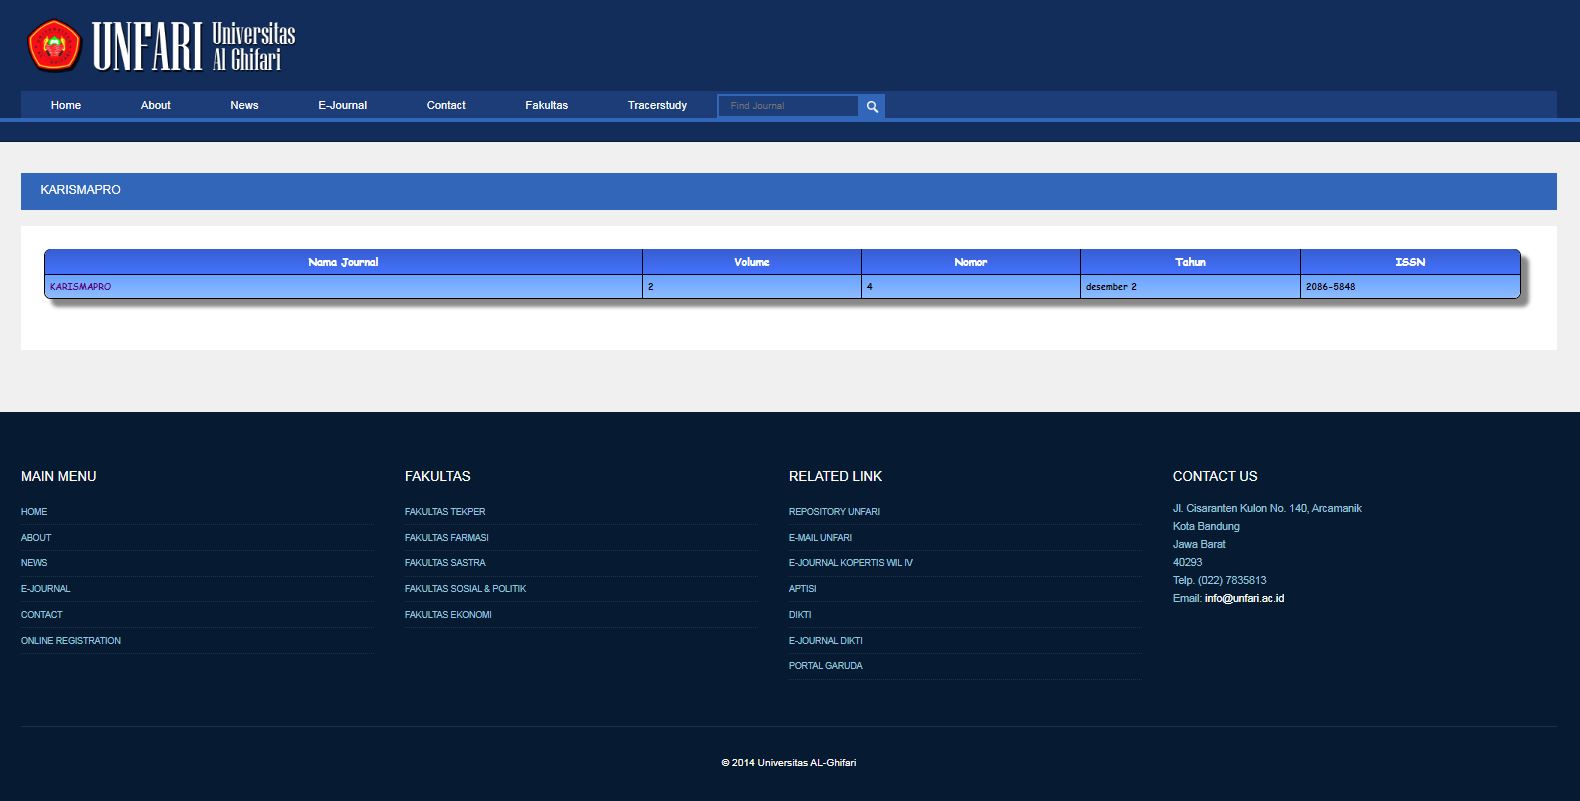 UNFARI Universitas
Al Ghifari
Home About News E-Journal Contact Fakultas Tracerstudy Find Journal
KARISMAPRO
Nama Journal Volume Nomor Tahun ISSN
KARISMAPRO 2 4 desember 2 2086-5848
MAIN MENU
HOME
ABOUT
NEWS
E-JOURNAL
CONTACT
ONLINE REGISTRATION
FAKULTAS
FAKULTAS TEKPER
FAKULTAS FARMASI
FAKULTAS SASTRA
FAKULTAS SOSIAL & POLITIK
FAKULTAS EKONOMI
RELATED LINK
REPOSITORY UNFARI
E-MAIL UNFARI
E-JOURNAL KOPERTIS WIL IV
APTISI
DIKTI
E-JOURNAL DIKTI
PORTAL GARUDA
CONTACT US
Jl. Cisaranten Kulon No. 140, Arcamanik
Kota Bandung
Jawa Barat
40293
Telp. (022) 7835813
Email: info@unfari.ac.id
© 2014 Universitas AL-Ghifari